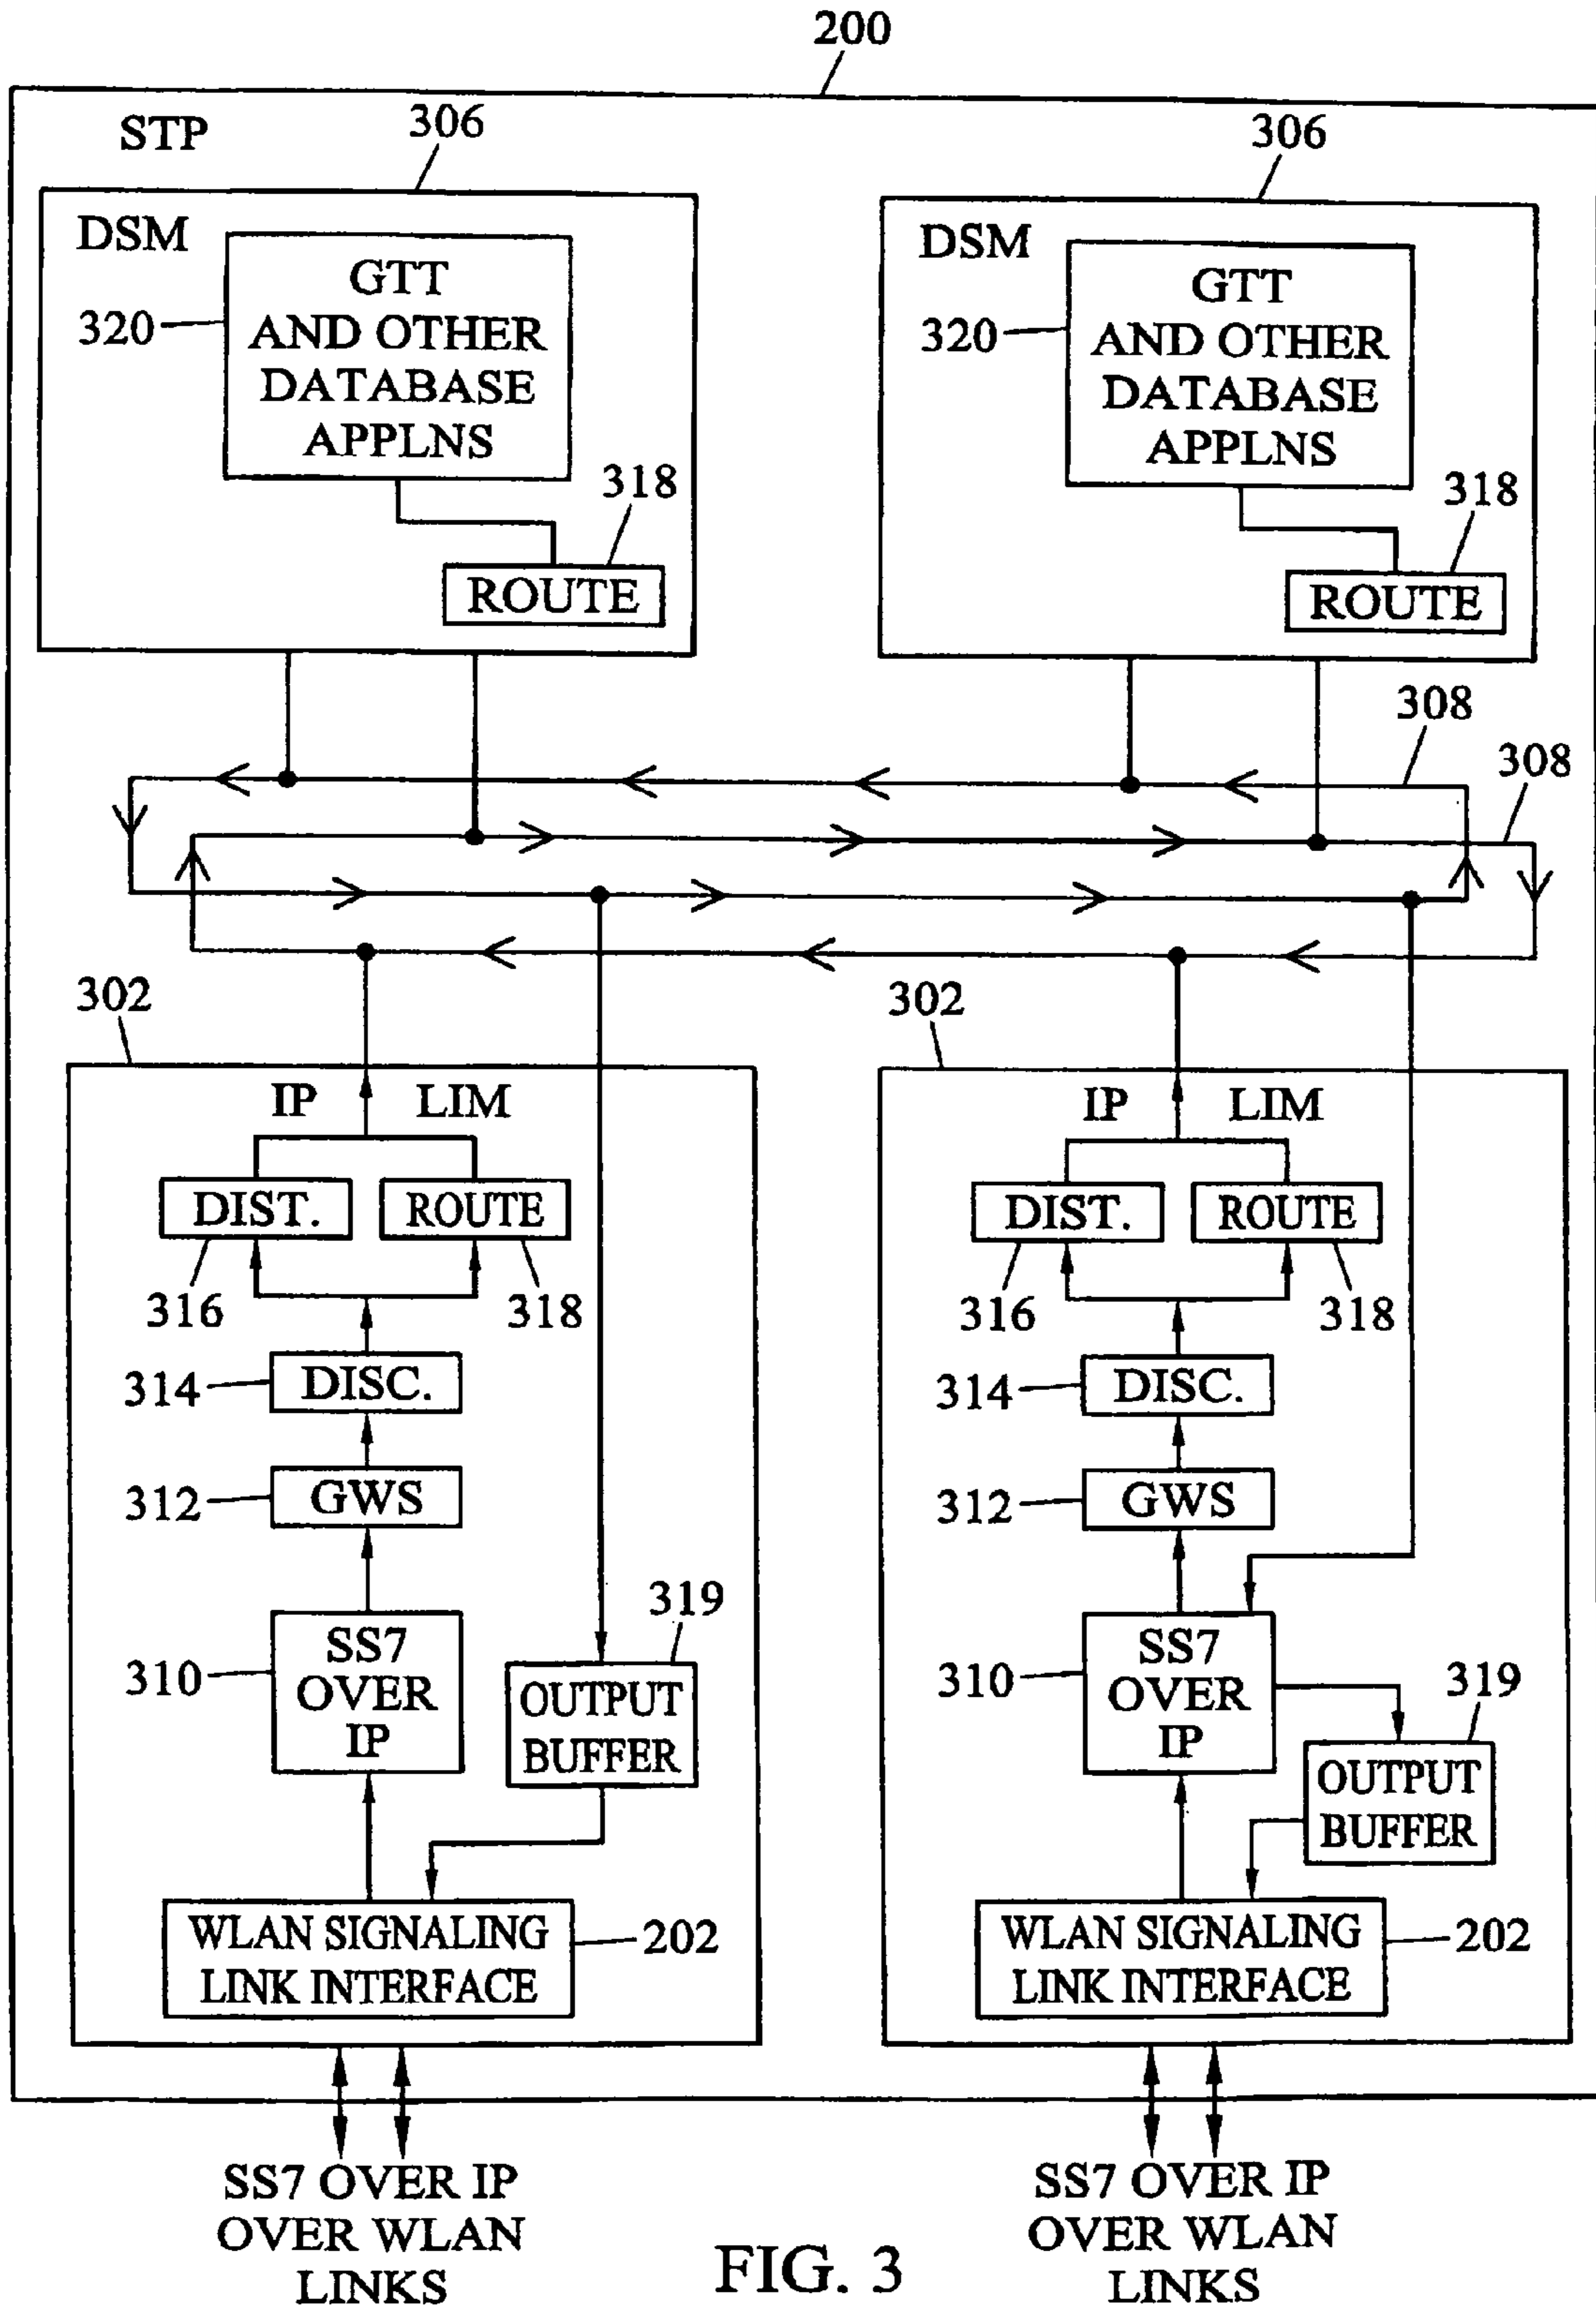 200
STP
306
306
DSM
GTT
AND OTHER
DATABASE
APPLNS
320
318
ROUTE
DSM
GTT
AND OTHER
DATABASE
APPLNS
320
318
ROUTE
308
308
302
IP LIM
DIST.
ROUTE
316
318
314
DISC.
312
GWS
310
SS7
OVER
IP
319
OUTPUT
BUFFER
WLAN SIGNALING
LINK INTERFACE
202
302
IP LIM
DIST.
ROUTE
316
318
314
DISC.
312
GWS
310
SS7
OVER
IP
319
OUTPUT
BUFFER
WLAN SIGNALING
LINK INTERFACE
202
SS7 OVER IP
OVER WLAN
LINKS
SS7 OVER IP
OVER WLAN
LINKS
FIG. 3